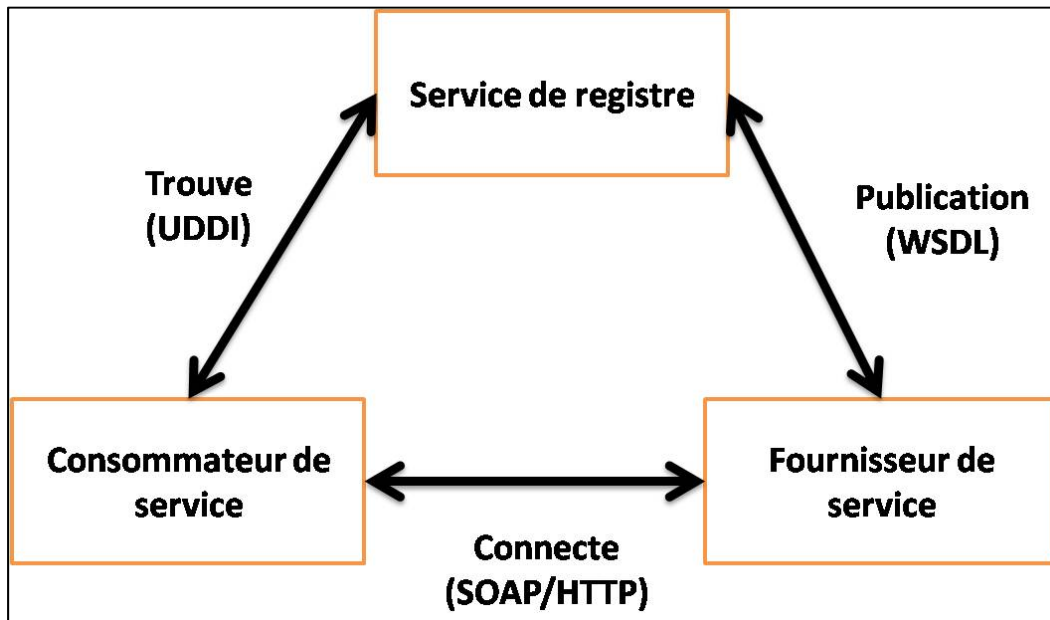 Service de registre
Trouve
(UDDI)
Publication
(WSDL)
Consommateur de
service
Fournisseur de
service
Connecte
(SOAP/HTTP)